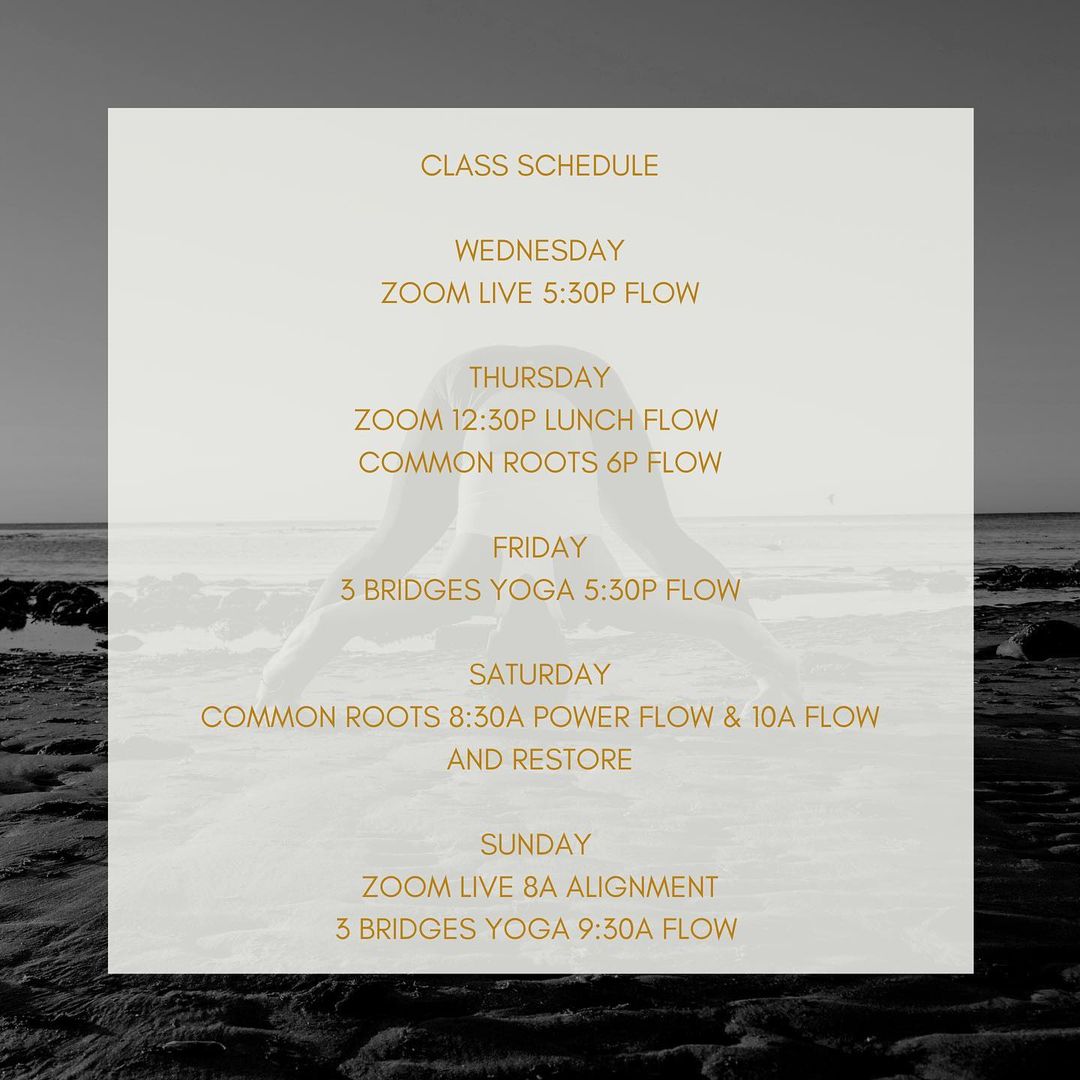 CLASS SCHEDULE
WEDNESDAY
ZOOM LIVE 5:30P FLOW
THURSDAY
ZOOM 12:30P LUNCH FLOW
COMMON ROOTS 6P FLOW
FRIDAY
3 BRIDGES YOGA 5:30P FLOW
SATURDAY
COMMON ROOTS 8:30A POWER FLOW & 10A FLOW
AND RESTORE
SUNDAY
ZOOM LIVE 8A ALIGNMENT
3 BRIDGES YOGA 9:30A FLOW